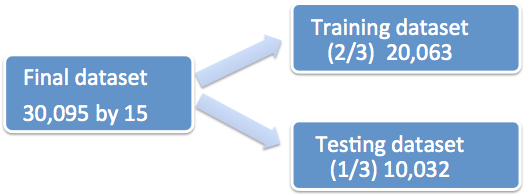 Final dataset
30,095 by 15
Training dataset
(2/3) 20,063
Testing dataset
(1/3) 10,032